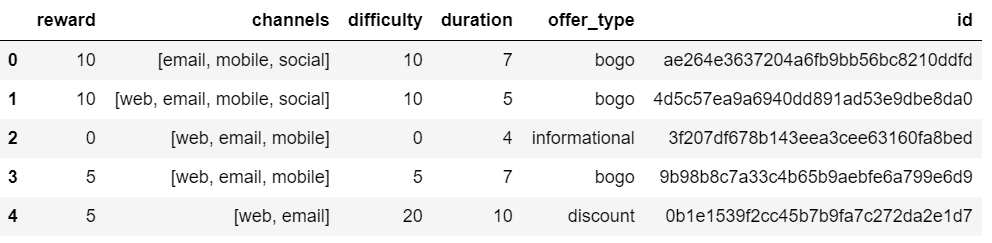 reward channels difficulty duration offer_type id
0 10 [email, mobile, social] 10 7 bogo ae264e3637204a6fb9bb56bc8210ddfd
1 10 [web, email, mobile, social] 10 5 bogo 4d5c57ea9a6940dd891ad53e9dbe8da0
2 0 [web, email, mobile] 0 4 informational 3f207df678b143eea3cee63160fa8bed
3 5 [web, email, mobile] 5 7 bogo 9b98b8c7a33c4b65b9aebfe6a799e6d9
4 5 [web, email] 20 10 discount 0b1e1539f2cc45b7b9fa7c272da2e1d7